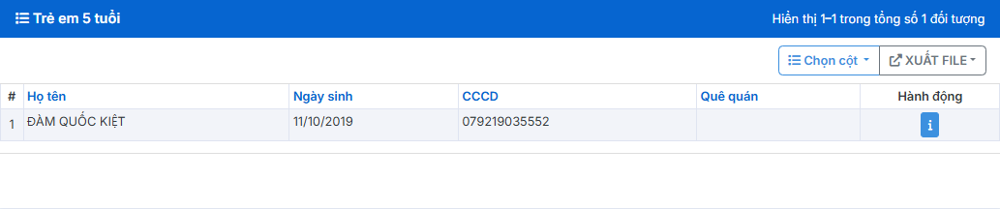 Trẻ em 5 tuổi
Hiển thị 1–1 trong tổng số 1 đối tượng
Chọn cột XUẤT FILE
# Họ tên Ngày sinh CCCD Quê quán Hành động
1 ĐÀM QUỐC KIỆT 11/10/2019 079219035552